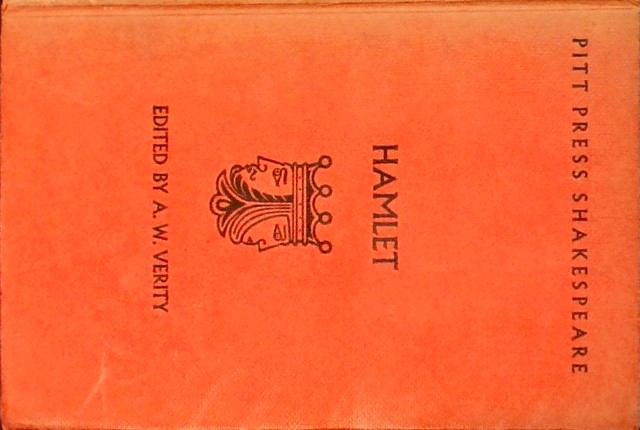 PITT PRESS SHAKESPEARE
HAMLET
EDITED BY A. W. VERITY